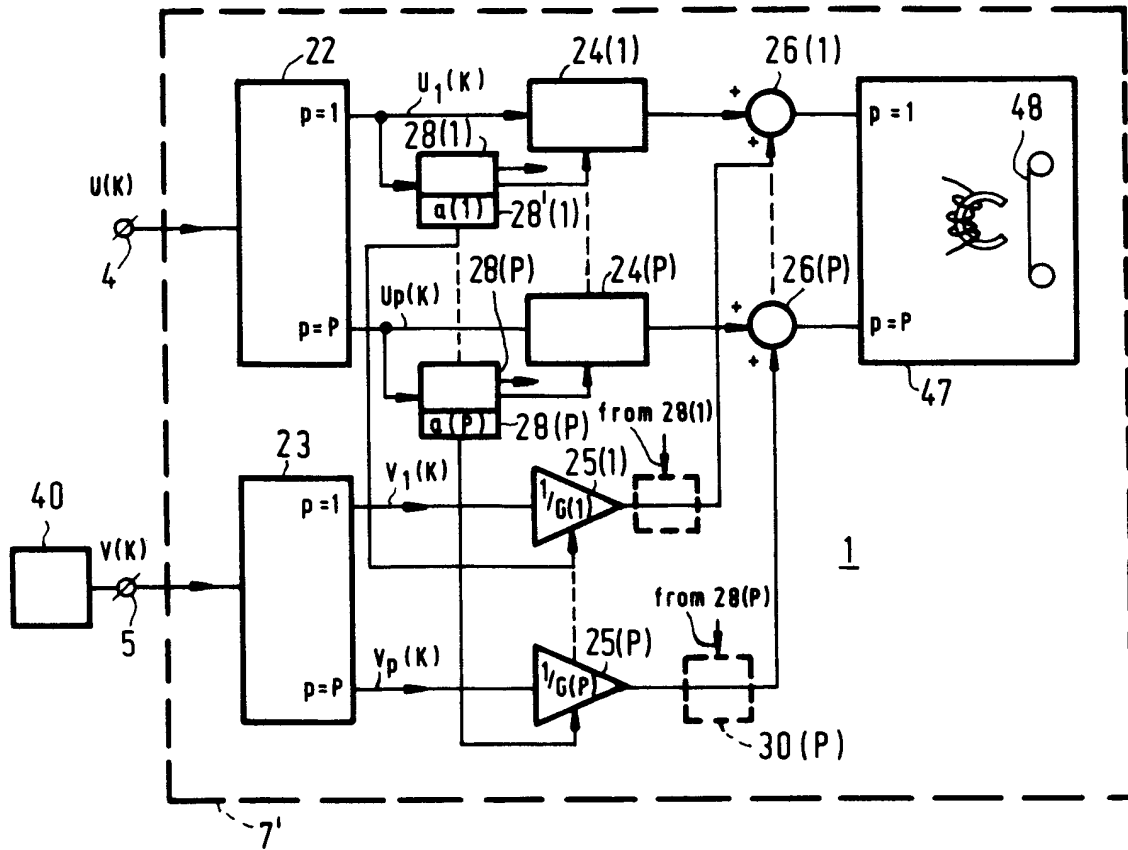 22
24(1)
26(1)
p=1
U₁(K)
+
p=1
28(1)
+
48
U(K)
a(1)
28'(1)
28(P)
24(P)
4
Up(K)
+
26(P)
p=P
p=P
+
47
a(P)
28(P)
from 28(1)
23
V₁(K)
25(1)
40
p=1
1/G(1)
V(K)
1
from 28(P)
5
25(P)
Vp(K)
p=P
1/G(P)
30(P)
7'